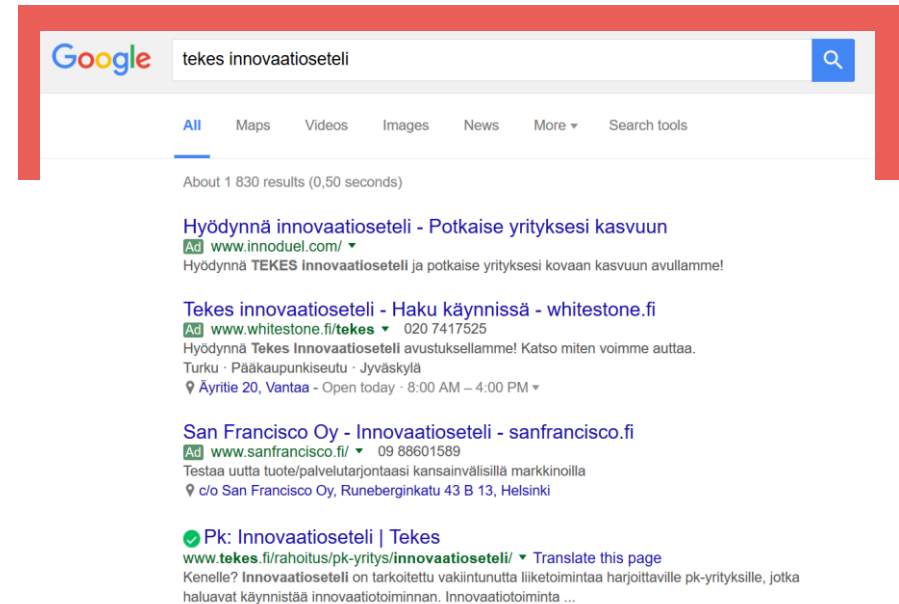 Google tekes innovaatioseteli
All Maps Videos Images News More Search tools
About 1 830 results (0,50 seconds)
Hyödynnä innovaatioseteli - Potkaise yrityksesi kasvuun
Ad www.innoduel.com/
Hyödynnä TEKES innovaatioseteli ja potkaise yrityksesi kovaan kasvuun avullamme!
Tekes innovaatioseteli - Haku käynnissä - whitestone.fi
Ad www.whitestone.fi/tekes 020 7417525
Hyödynnä Tekes Innovaatioseteli avustuksellamme! Katso miten voimme auttaa.
Turku · Pääkaupunkiseutu · Jyväskylä
Äyritie 20, Vantaa - Open today · 8:00 AM – 4:00 PM
San Francisco Oy - Innovaatioseteli - sanfrancisco.fi
Ad www.sanfrancisco.fi/ 09 88601589
Testaa uutta tuote/palvelutarjontaasi kansainvälisillä markkinoilla
c/o San Francisco Oy, Runeberginkatu 43 B 13, Helsinki
Pk: Innovaatioseteli | Tekes
www.tekes.fi/rahoitus/pk-yritys/innovaatioseteli/ Translate this page
Kenelle? Innovaatioseteli on tarkoitettu vakiintunutta liiketoimintaa harjoittaville pk-yrityksille, jotka
haluavat käynnistää innovaatiotoiminnan. Innovaatiotoiminta ...